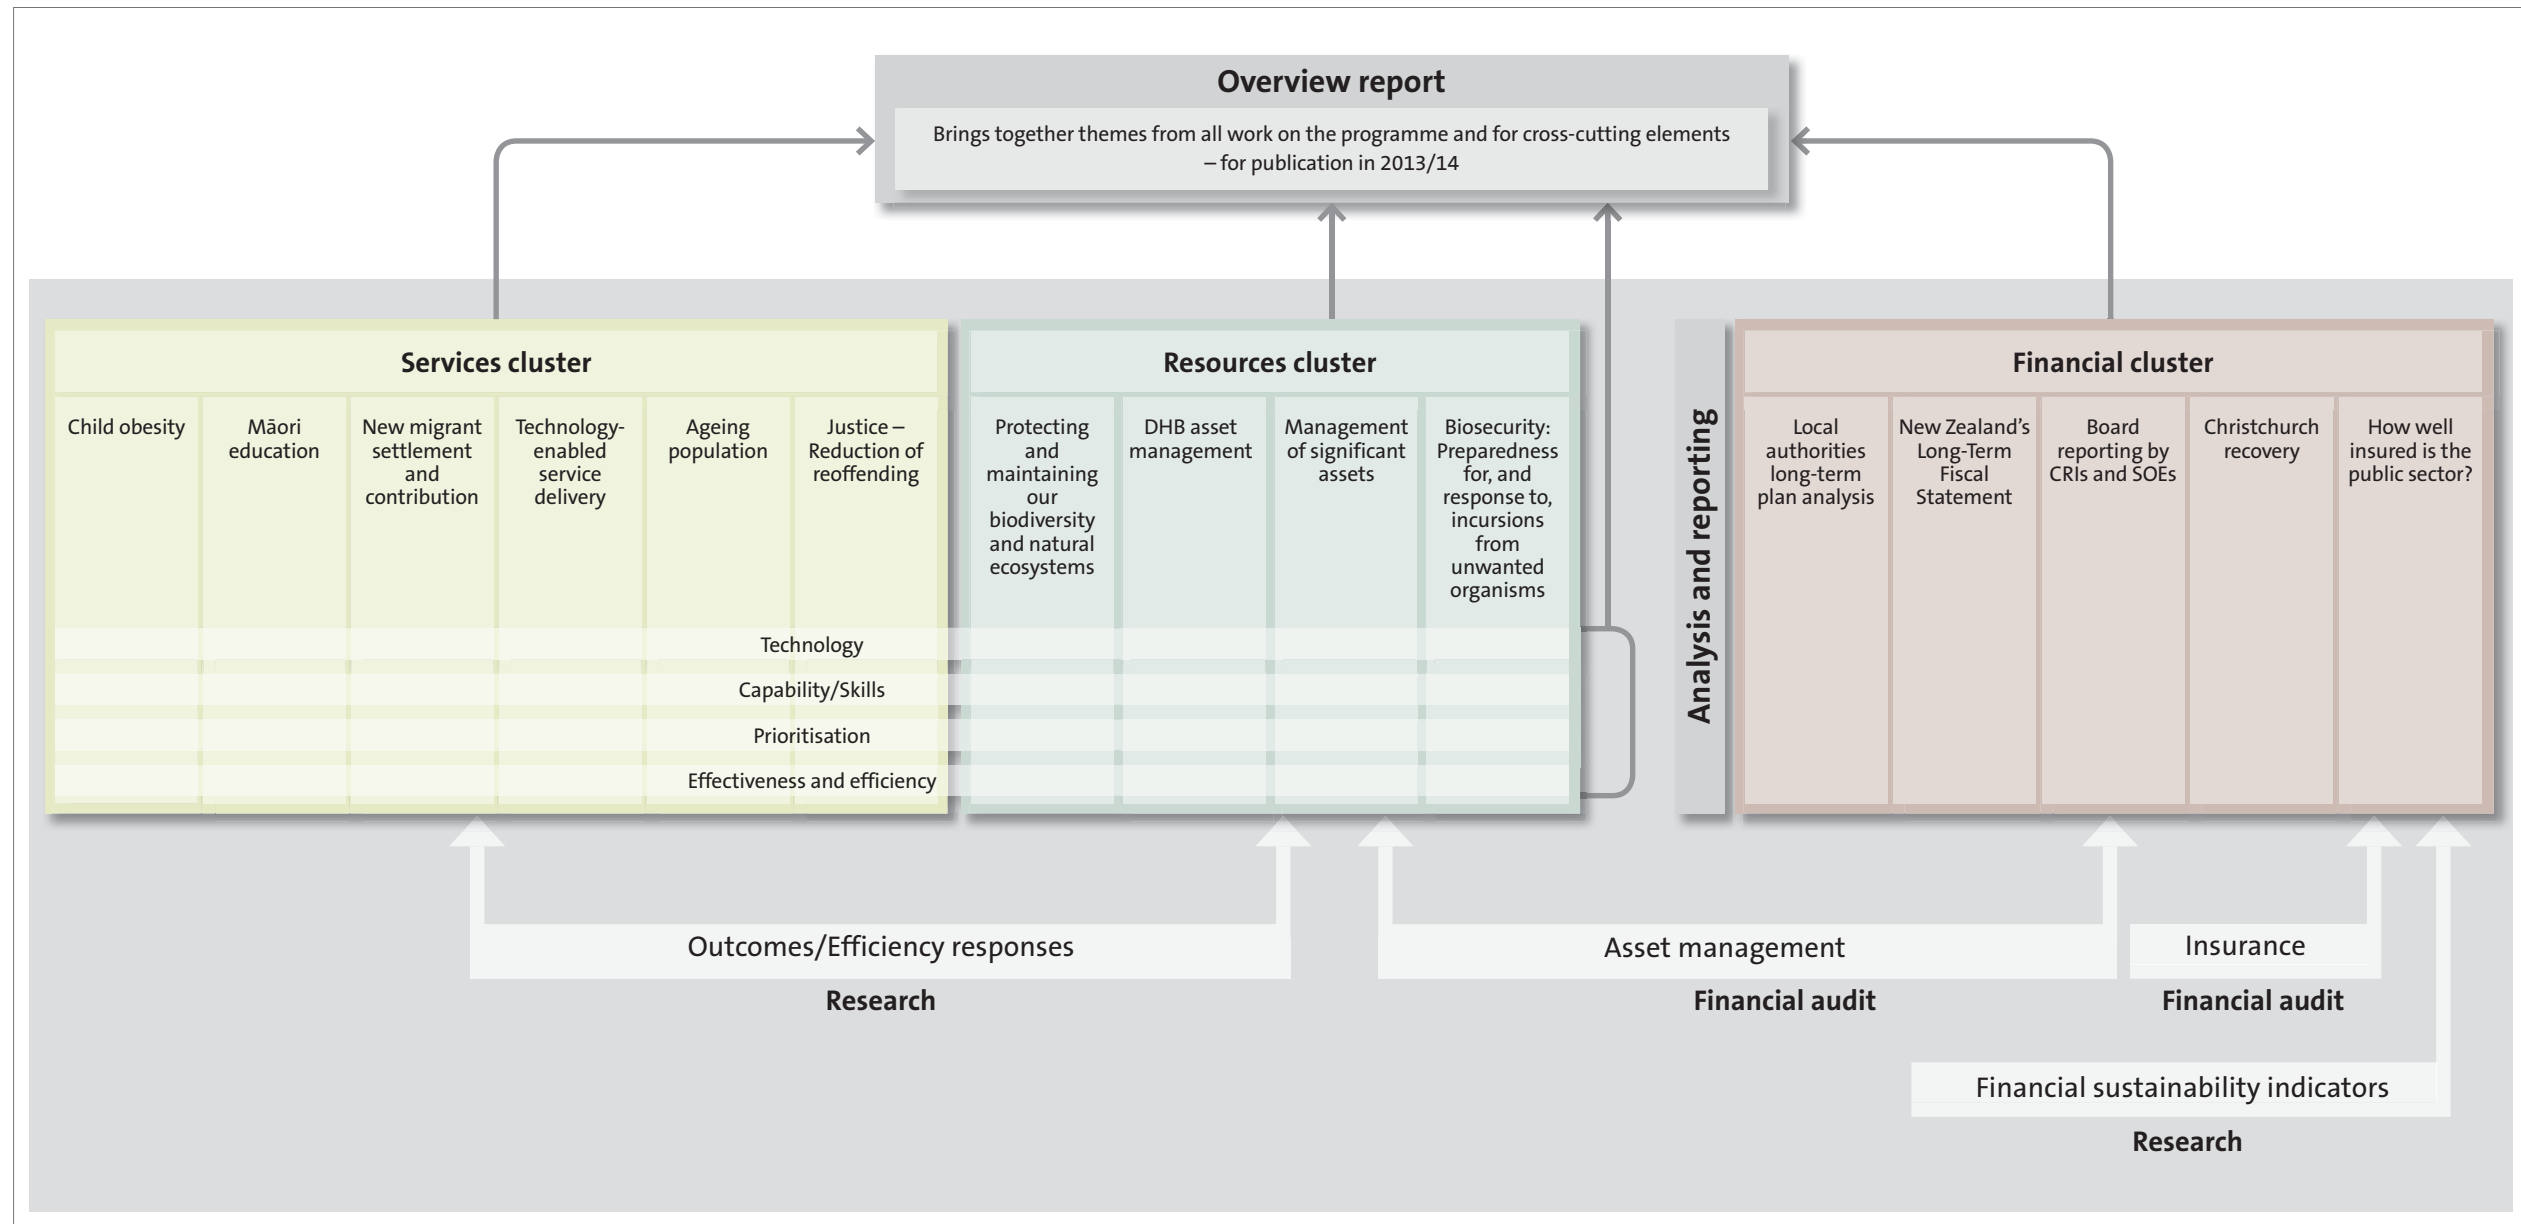 Overview report
Brings together themes from all work on the programme and for cross-cutting elements
– for publication in 2013/14
Services cluster
Child obesity
Māori
education
New migrant
settlement
and
contribution
Technology-
enabled
service
delivery
Ageing
population
Justice –
Reduction of
reoffending
Resources cluster
Protecting
and
maintaining
our
biodiversity
and natural
ecosystems
DHB asset
management
Management
of significant
assets
Biosecurity:
Preparedness
for, and
response to,
incursions
from
unwanted
organisms
Technology
Capability/Skills
Prioritisation
Effectiveness and efficiency
Analysis and reporting
Financial cluster
Local
authorities
long-term
plan analysis
New Zealand’s
Long-Term
Fiscal
Statement
Board
reporting by
CRIs and SOEs
Christchurch
recovery
How well
insured is the
public sector?
Outcomes/Efficiency responses
Research
Asset management
Financial audit
Insurance
Financial audit
Financial sustainability indicators
Research